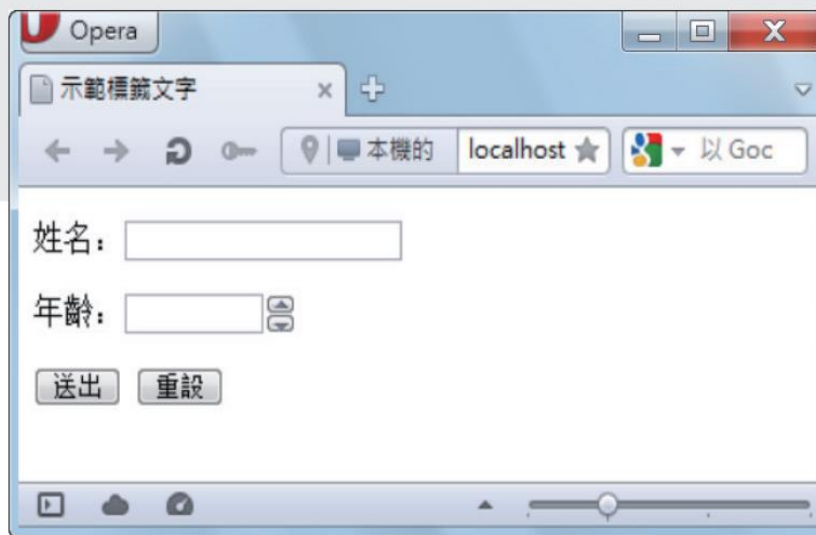 Opera
示範標籤文字
本機的 localhost 以 Goc
姓名：
年齡：
送出 重設